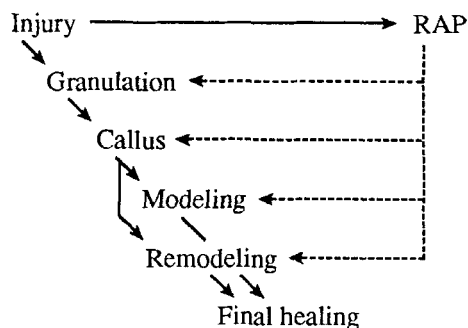 Injury RAP
Granulation
Callus
Modeling
Remodeling
Final healing